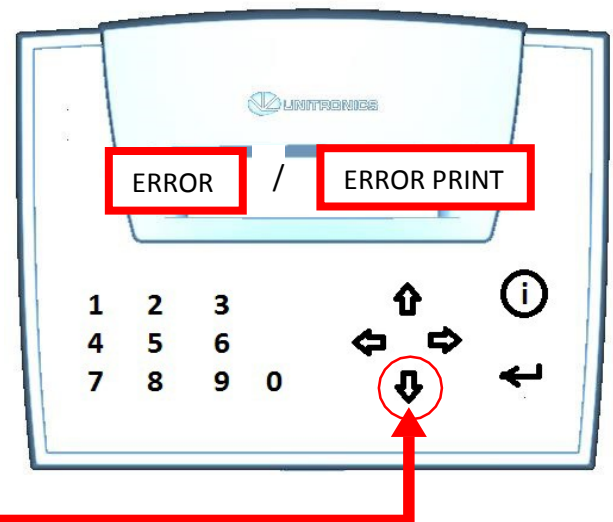 UNITRONICS
ERROR / ERROR PRINT
1 2 3 i
4 5 6
7 8 9 0